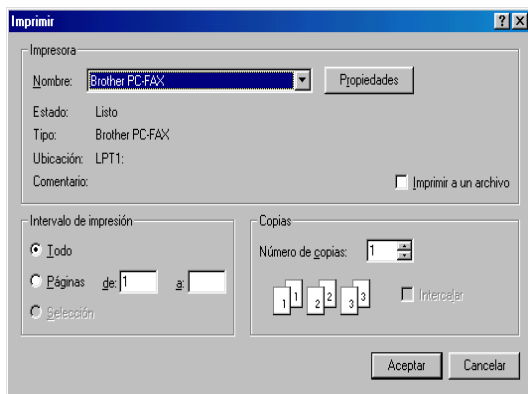 Imprimir
Impresora
Nombre: Brother PC-FAX Propiedades
Estado: Listo
Tipo: Brother PC-FAX
Ubicación: LPT1:
Comentario: Imprimir a un archivo
Intervalo de impresión
Todo
Páginas de: 1 a:
Selección
Copias
Número de copias: 1
1 1 2 2 3 3 Intercalar
Aceptar Cancelar